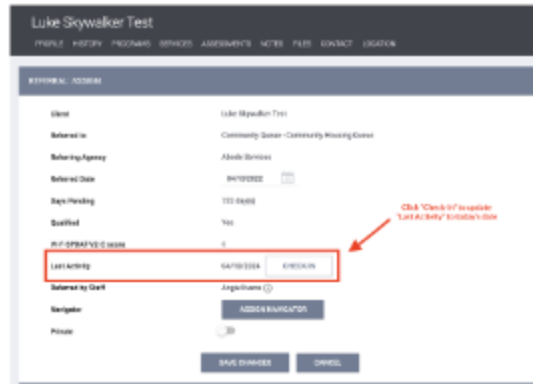 Luke Skywalker Test
PROFILE HISTORY PROGRAMS SERVICES ASSESSMENTS NOTES FILES CONTACT LOCATION
REFERRAL: ASSIGN
Client Luke Skywalker Test
Referred to Community Queue - Community Housing Queue
Referring Agency Abode Services
Referred Date
Days Pending
Qualified Yes
Click "Check-In" to update
"Last Activity" to today's date
Last Activity CHECK IN
Referred by Staff
Navigator ASSIGN NAVIGATOR
Private
SAVE CHANGES CANCEL